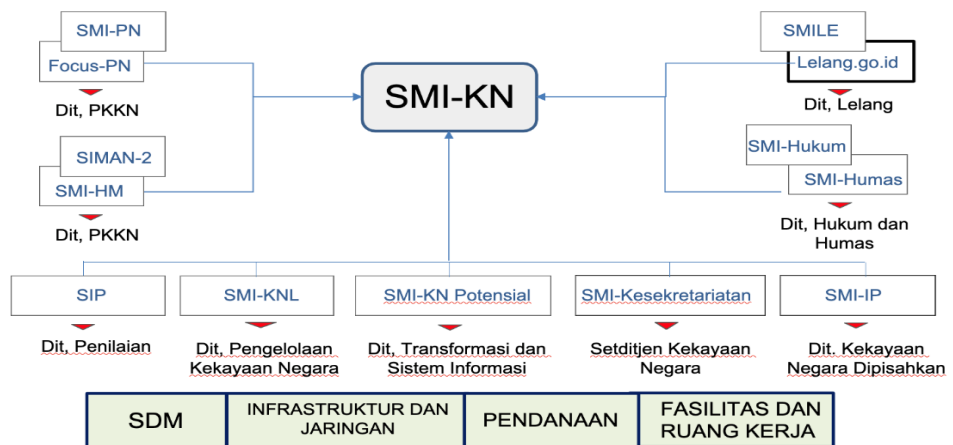 SMI-PN
Focus-PN
Dit, PKKN
SIMAN-2
SMI-HM
Dit, PKKN
SMI-KN
SMILE
Lelang.go.id
Dit, Lelang
SMI-Hukum
SMI-Humas
Dit, Hukum dan
Humas
SIP
Dit, Penilaian
SMI-KNL
Dit, Pengelolaan
Kekayaan Negara
SMI-KN Potensial
Dit, Transformasi dan
Sistem Informasi
SMI-Kesekretariatan
Setditjen Kekayaan
Negara
SMI-IP
Dit. Kekayaan
Negara Dipisahkan
SDM
INFRASTRUKTUR DAN
JARINGAN
PENDANAAN
FASILITAS DAN
RUANG KERJA